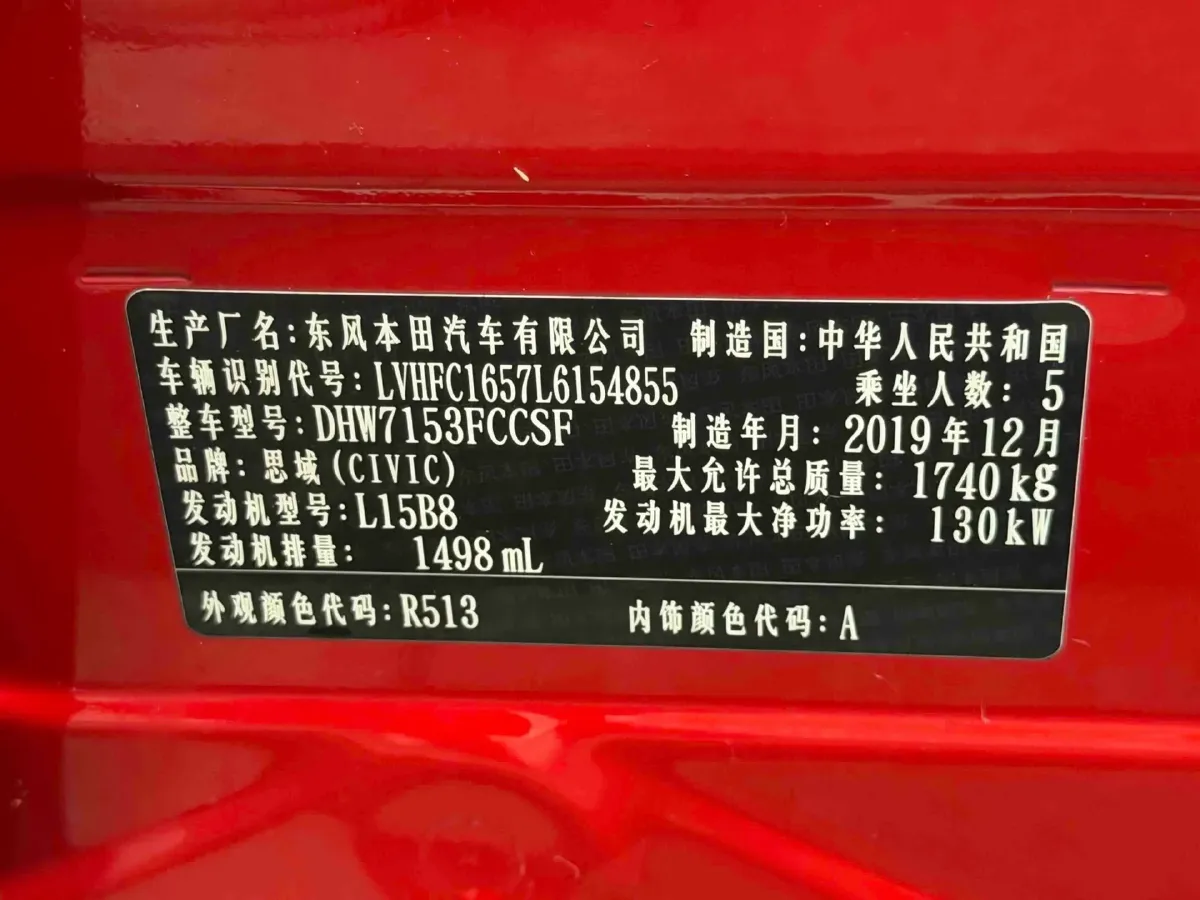 生产厂名:东风本田汽车有限公司 制造国:中华人民共和国
车辆识别代号:LVHFC1657L6154855 乘坐人数:5
整车型号:DHW7153FCCSF 制造年月:2019年12月
品牌:思域(CIVIC) 最大允许总质量:1740kg
发动机型号:L15B8 发动机最大净功率:130kW
发动机排量:1498mL
外观颜色代码:R513 内饰颜色代码:A